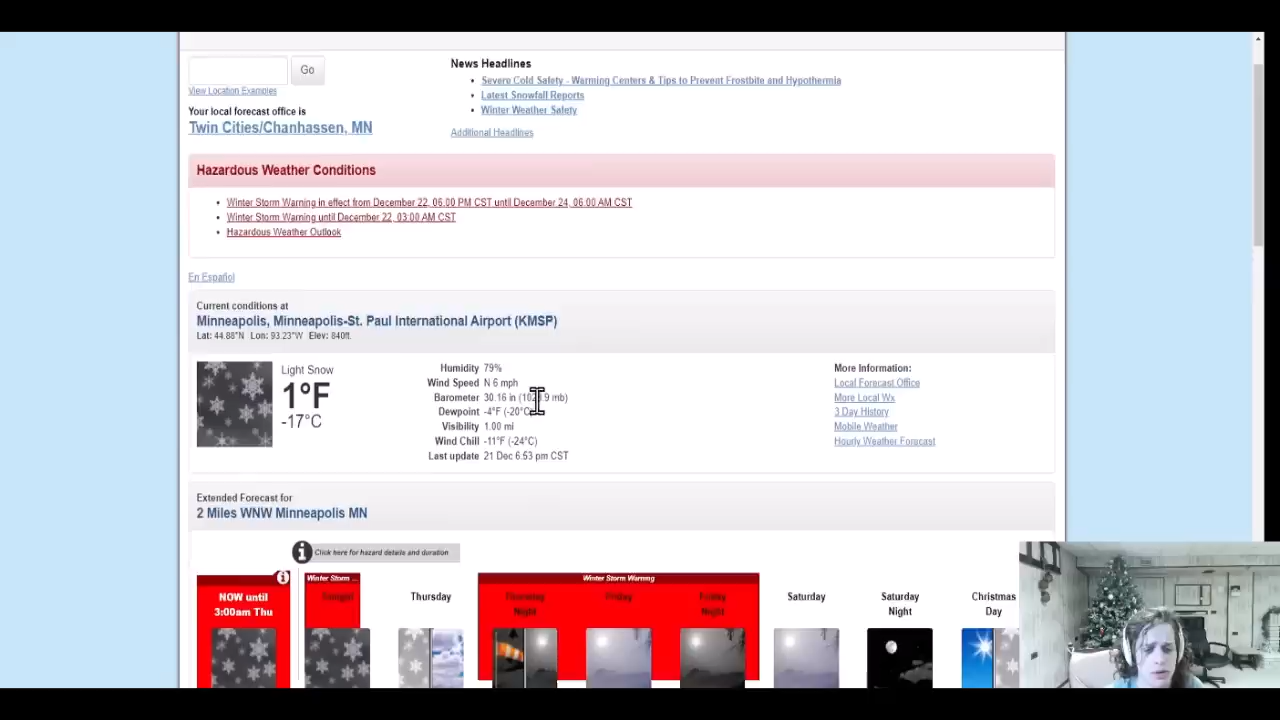 Go
View Location Examples
Your local forecast office is
Twin Cities/Chanhassen, MN
News Headlines
Severe Cold Safety - Warming Centers & Tips to Prevent Frostbite and Hypothermia
Latest Snowfall Reports
Winter Weather Safety
Additional Headlines
Hazardous Weather Conditions
Winter Storm Warning in effect from December 22, 06:00 PM CST until December 24, 06:00 AM CST
Winter Storm Warning until December 22, 03:00 AM CST
Hazardous Weather Outlook
En Español
Current conditions at
Minneapolis, Minneapolis-St. Paul International Airport (KMSP)
Lat: 44.88°N Lon: 93.23°W Elev: 840ft.
Light Snow
1°F
-17°C
Humidity 79%
Wind Speed N 6 mph
Barometer 30.16 in mb)
Dewpoint -4°F (-20°C)
Visibility 1.00 mi
Wind Chill -11°F (-24°C)
Last update 21 Dec 6:53 pm CST
More Information:
Local Forecast Office
More Local Wx
3 Day History
Mobile Weather
Hourly Weather Forecast
Extended Forecast for
2 Miles WNW Minneapolis MN
Click here for hazard details and duration
NOW until
3:00am Thu
Winter Storm ...
Tonight
Thursday
Winter Storm Warning
Thursday
Night
Friday
Friday
Night
Saturday
Saturday
Night
Christmas
Day